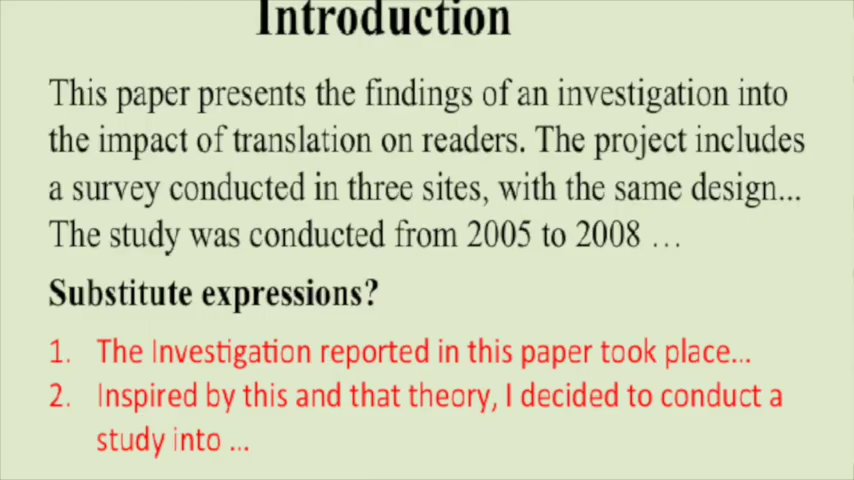 Introduction
This paper presents the findings of an investigation into
the impact of translation on readers. The project includes
a survey conducted in three sites, with the same design...
The study was conducted from 2005 to 2008 …
Substitute expressions?
1. The Investigation reported in this paper took place...
2. Inspired by this and that theory, I decided to conduct a
study into ...